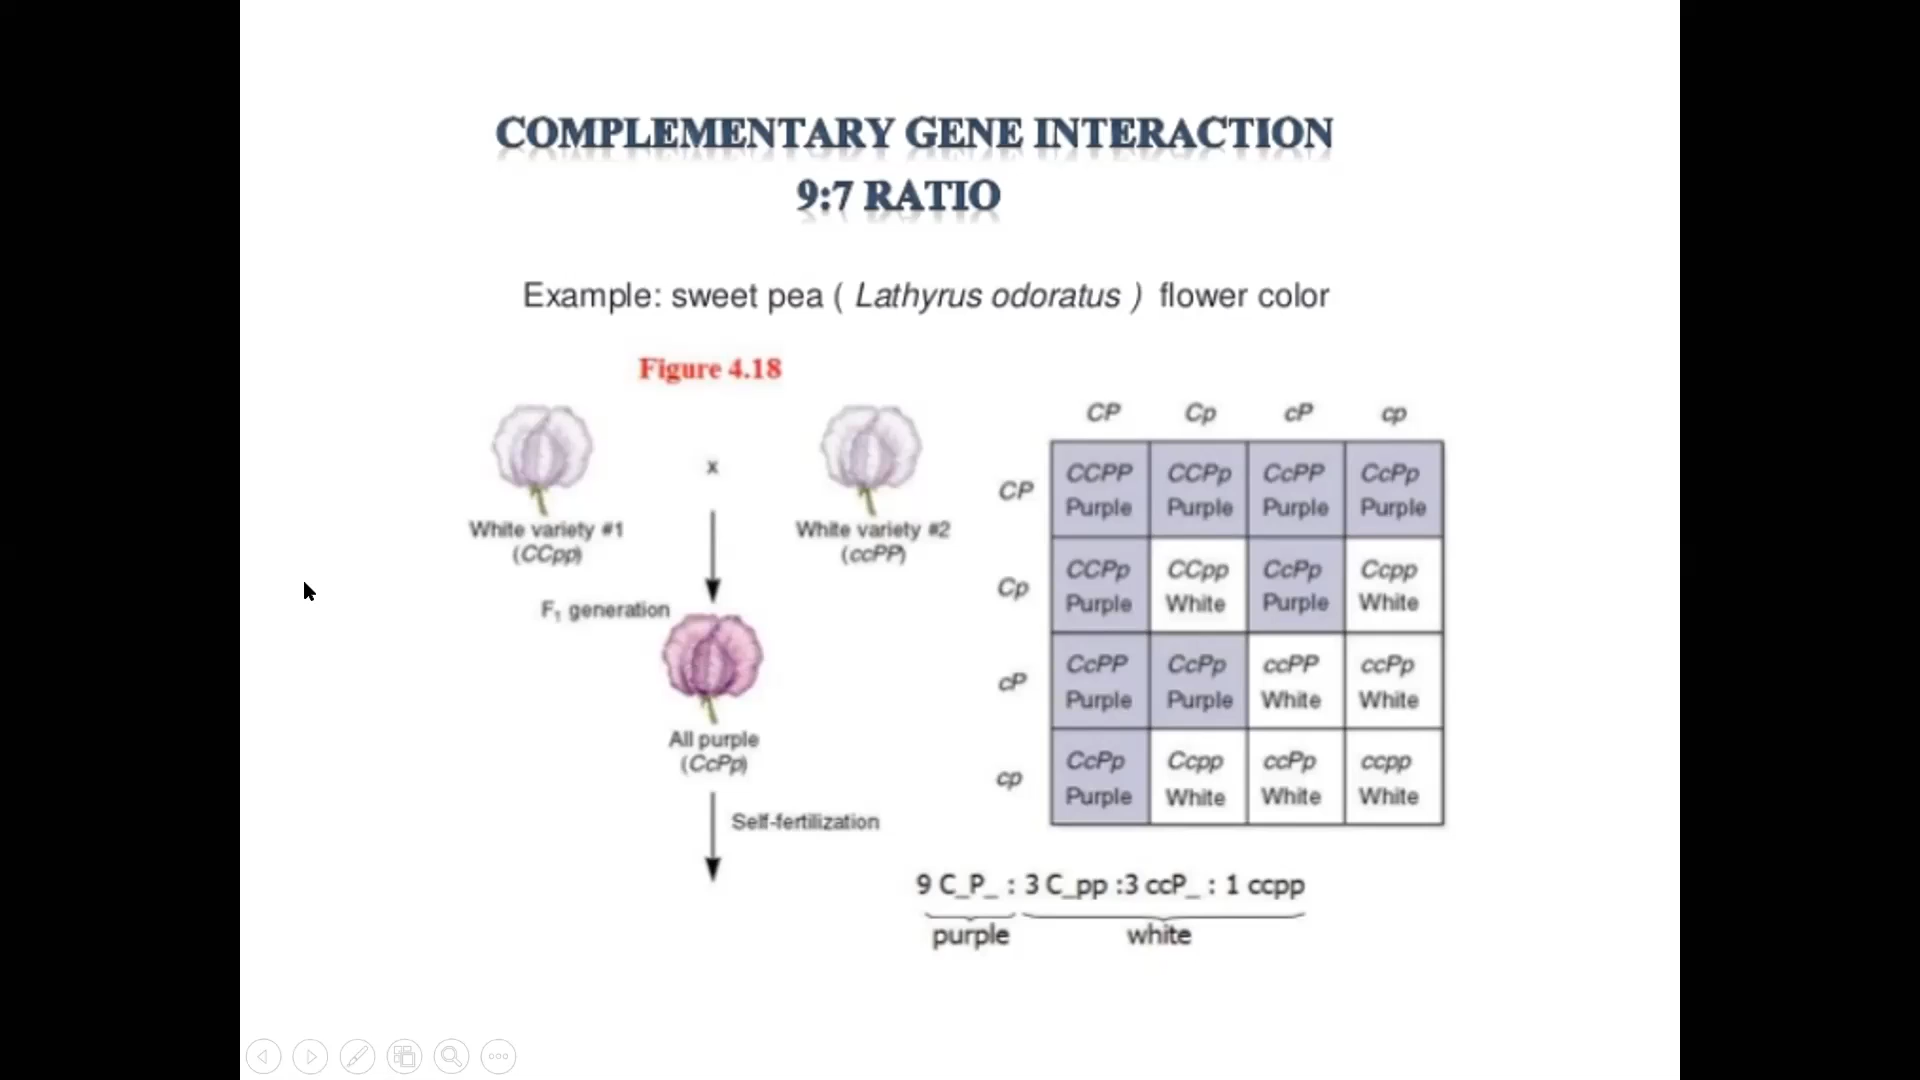 COMPLEMENTARY GENE INTERACTION
9:7 RATIO
Example: sweet pea ( Lathyrus odoratus ) flower color
Figure 4.18
x
White variety #1
(CCpp)
White variety #2
(ccPP)
F₁ generation
All purple
(CcPp)
Self-fertilization
CP Cp cP cp
CP CCPP CCPp CcPP CcPp
Purple Purple Purple Purple
Cp CCPp CCpp CcPp Ccpp
Purple White Purple White
cP CcPP CcPp ccPP ccPp
Purple Purple White White
cp CcPp Ccpp ccPp ccpp
Purple White White White
9 C_P_ : 3 C_pp :3 ccP_ : 1 ccpp
purple white